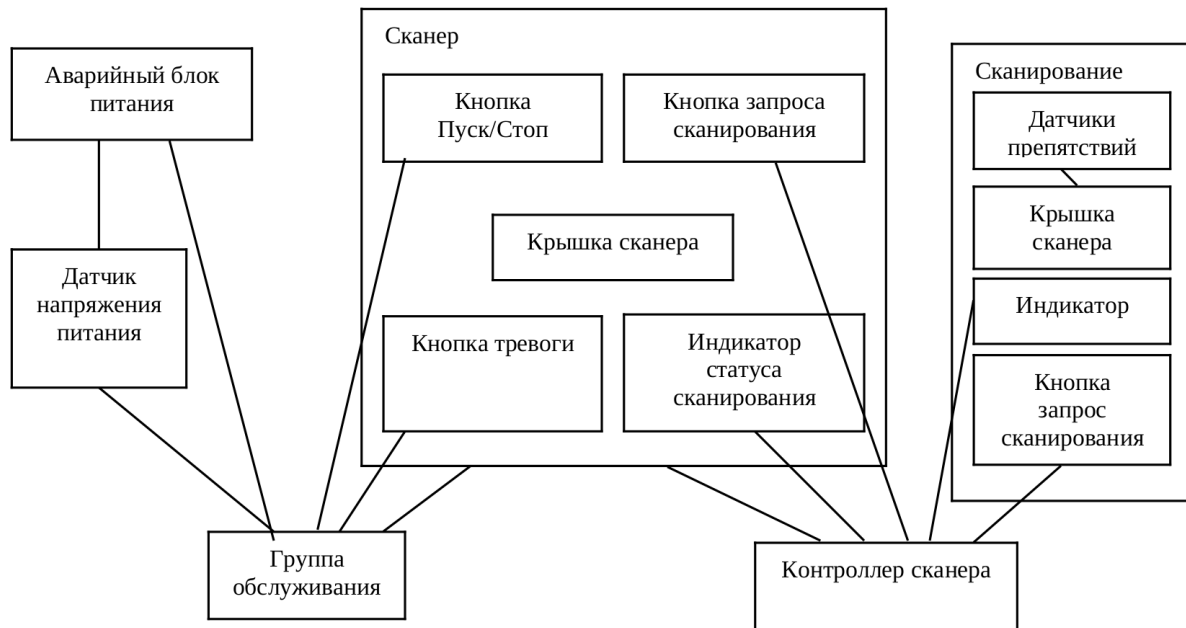 Аварийный блок
питания
Датчик
напряжения
питания
Сканер
Кнопка
Пуск/Стоп
Кнопка запроса
сканирования
Крышка сканера
Кнопка тревоги
Индикатор
статуса
сканирования
Сканирование
Датчики
препятствий
Крышка
сканера
Индикатор
Кнопка
запрос
сканирования
Группа
обслуживания
Контроллер сканера